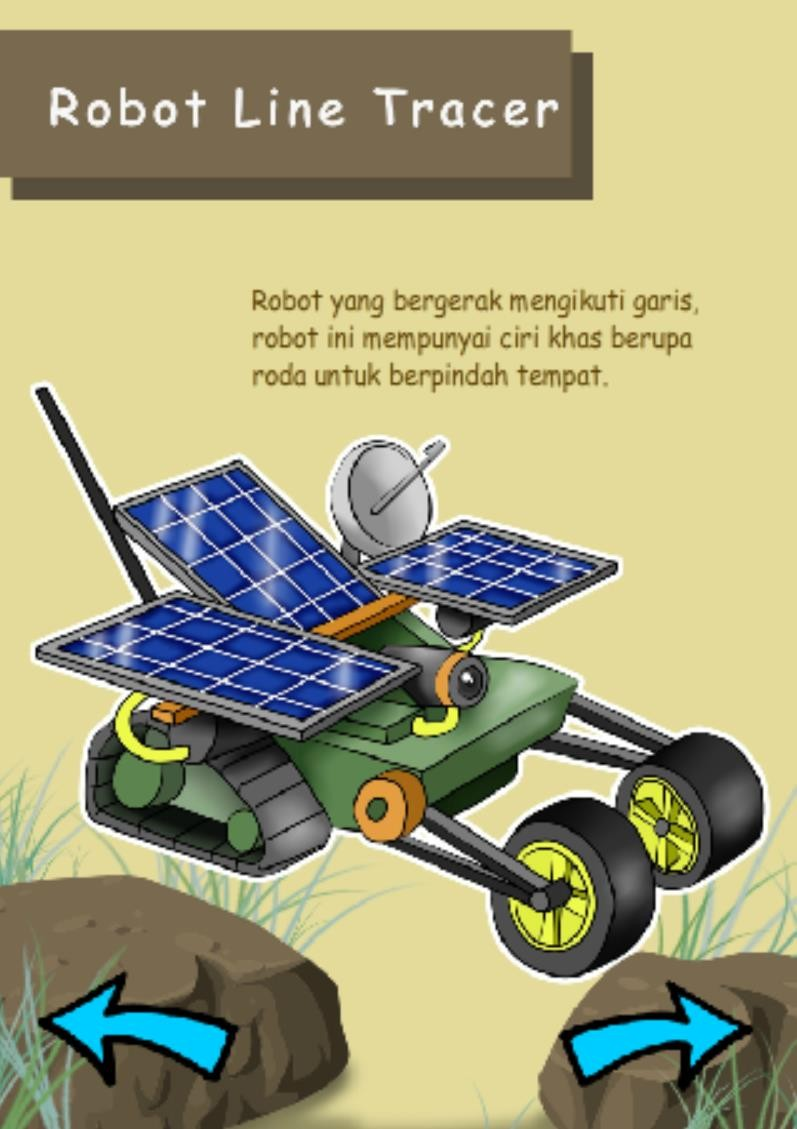 Robot Line Tracer
Robot yang bergerak mengikuti garis,
robot ini mempunyai ciri khas berupa
roda untuk berpindah tempat.